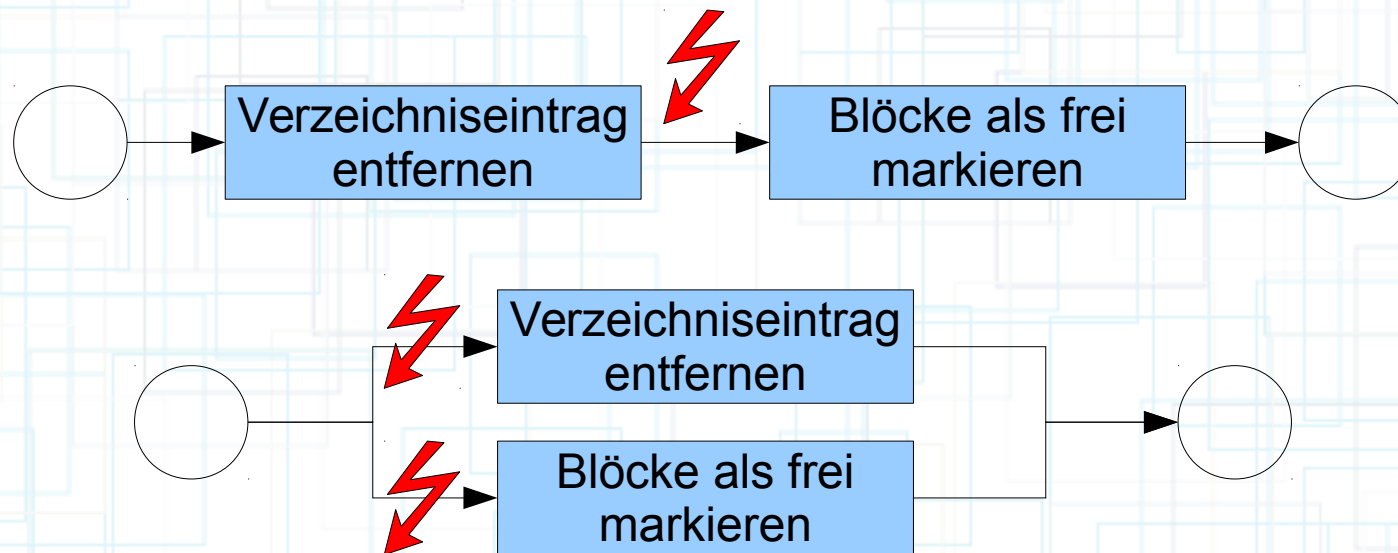 Verzeichniseintrag
entfernen
Blöcke als frei
markieren
Verzeichniseintrag
entfernen
Blöcke als frei
markieren